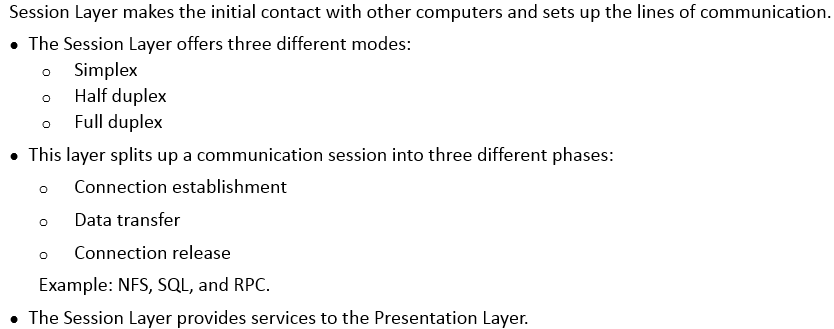 Session Layer makes the initial contact with other computers and sets up the lines of communication.
• The Session Layer offers three different modes:
o Simplex
o Half duplex
o Full duplex
• This layer splits up a communication session into three different phases:
o Connection establishment
o Data transfer
o Connection release
Example: NFS, SQL, and RPC.
• The Session Layer provides services to the Presentation Layer.